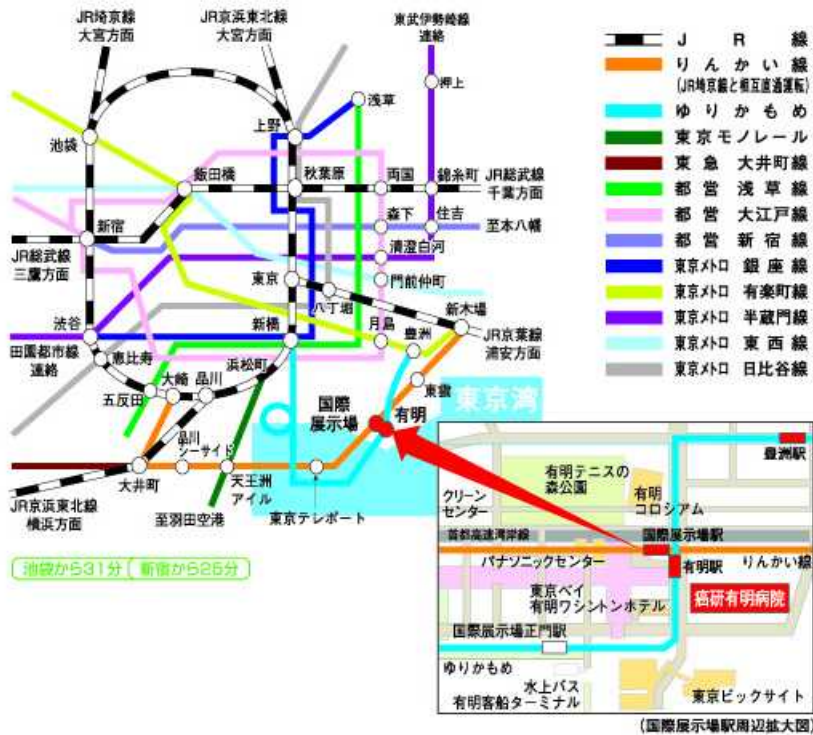 JR埼京線
大宮方面
JR京浜東北線
大宮方面
東武伊勢崎線
連絡
押上
浅草
上野
池袋
飯田橋
秋葉原
両国
錦糸町
JR総武線
千葉方面
新宿
森下
住吉
至本八幡
JR総武線
三鷹方面
清澄白河
東京
門前仲町
八丁堀
新木場
渋谷
新橋
月島
豊洲
JR京葉線
浦安方面
田園都市線
連絡
恵比寿
浜松町
大崎
品川
五反田
東雲
国際
展示場
有明
東京湾
品川
シーサイド
大井町
天王洲
アイル
東京テレポート
JR京浜東北線
横浜方面
至羽田空港
池袋から31分
新宿から25分
JR線
りんかい線
(JR埼京線と相互直通運転)
ゆりかもめ
東京モノレール
東急 大井町線
都営 浅草線
都営 大江戸線
都営 新宿線
東京メトロ 銀座線
東京メトロ 有楽町線
東京メトロ 半蔵門線
東京メトロ 東西線
東京メトロ 日比谷線
豊洲駅
有明テニスの
森公園
有明
コロシアム
クリーン
センター
首都高速湾岸線
国際展示場駅
パナソニックセンター
有明駅
りんかい線
東京ベイ
有明ワシントンホテル
癌研有明病院
国際展示場正門駅
ゆりかもめ
水上バス
有明客船ターミナル
東京ビックサイト
(国際展示場駅周辺拡大図)